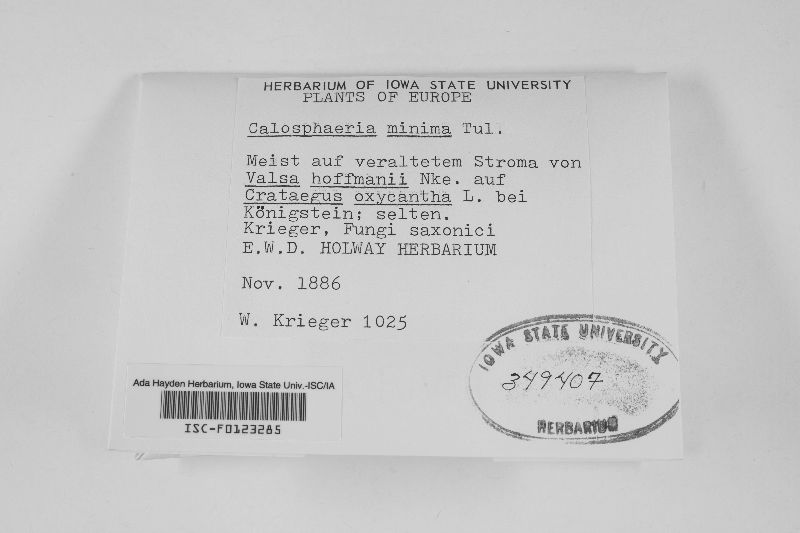 HERBARIUM OF IOWA STATE UNIVERSITY
PLANTS OF EUROPE
Calosphaeria minima Tul.
Meist auf veraltetem Stroma von
Valsa hoffmanii Nke. auf
Crataegus oxycantha L. bei
Königstein; selten.
Krieger, Fungi saxonici
E.W.D. HOLWAY HERBARIUM
Nov. 1886
W. Krieger 1025
IOWA STATE UNIVERSITY
349407
HERBARIUM
Ada Hayden Herbarium, Iowa State Univ.-ISC/IA
ISC-F0123285